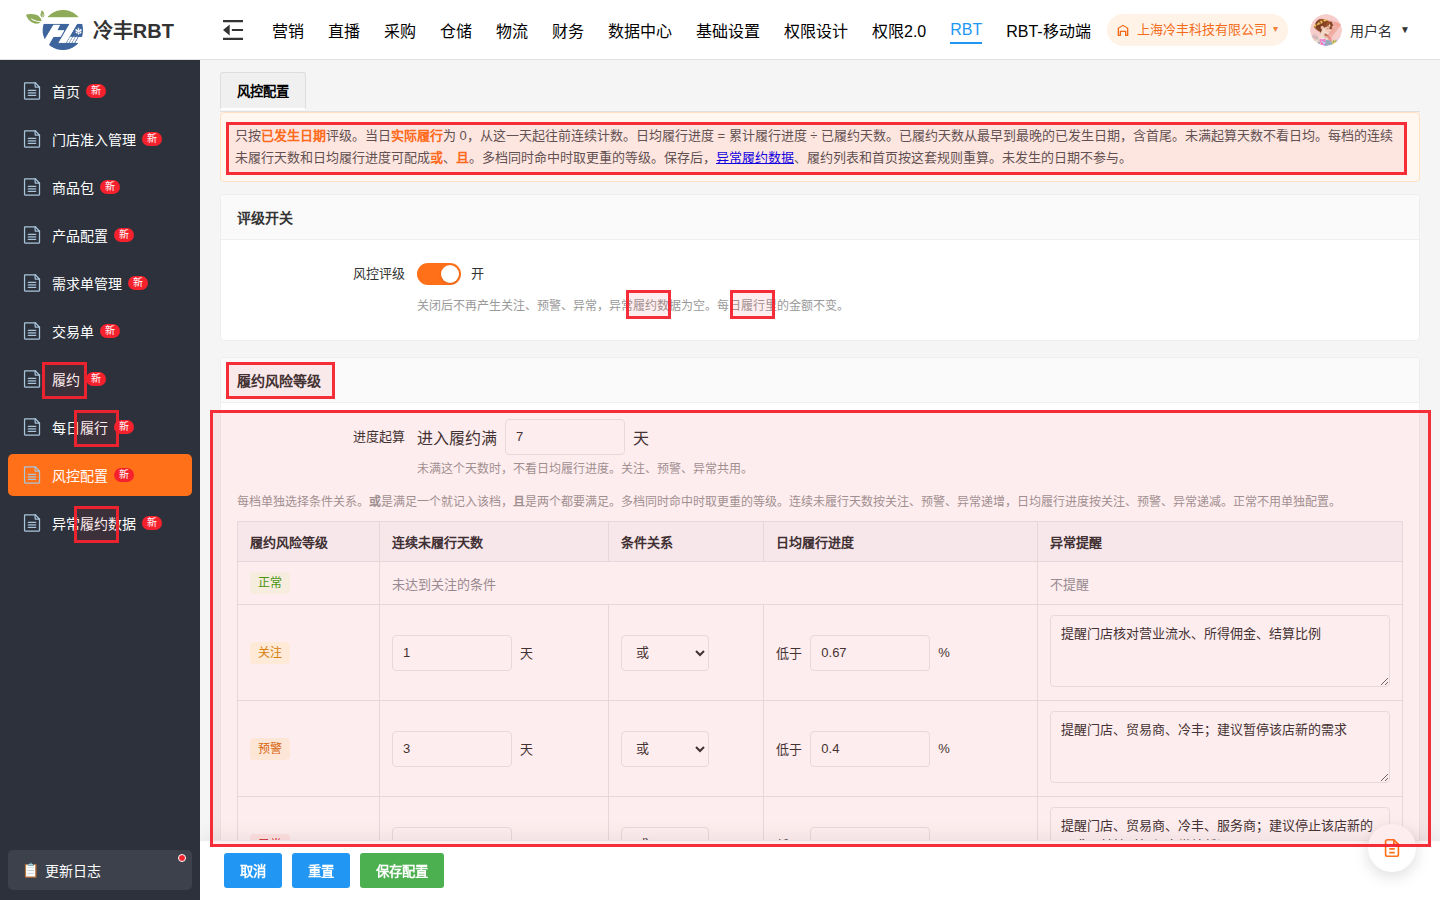 冷丰RBT
营销 直播 采购 仓储 物流 财务 数据中心 基础设置 权限设计 权限2.0 RBT RBT-移动端 上海冷丰科技有限公司 ▾ 用户名 ▼
首页 新
门店准入管理 新
商品包 新
产品配置 新
需求单管理 新
交易单 新
履约 新
每日履行 新
风控配置 新
异常履约数据 新
更新日志
风控配置
只按已发生日期评级。当日实际履行为 0，从这一天起往前连续计数。日均履行进度 = 累计履行进度 ÷ 已履约天数。已履约天数从最早到最晚的已发生日期，含首尾。未满起算天数不看日均。每档的连续
未履行天数和日均履行进度可配成或、且。多档同时命中时取更重的等级。保存后，异常履约数据、履约列表和首页按这套规则重算。未发生的日期不参与。
评级开关
风控评级 开
关闭后不再产生关注、预警、异常，异常履约数据为空。每日履行里的金额不变。
履约风险等级
进度起算 进入履约满 7 天
未满这个天数时，不看日均履行进度。关注、预警、异常共用。
每档单独选择条件关系。或是满足一个就记入该档，且是两个都要满足。多档同时命中时取更重的等级。连续未履行天数按关注、预警、异常递增，日均履行进度按关注、预警、异常递减。正常不用单独配置。
履约风险等级 连续未履行天数 条件关系 日均履行进度 异常提醒
正常 未达到关注的条件 不提醒
关注 1 天 或 低于 0.67 % 提醒门店核对营业流水、所得佣金、结算比例
预警 3 天 或 低于 0.4 % 提醒门店、贸易商、冷丰；建议暂停该店新的需求
提醒门店、贸易商、冷丰、服务商；建议停止该店新的
取消 重置 保存配置